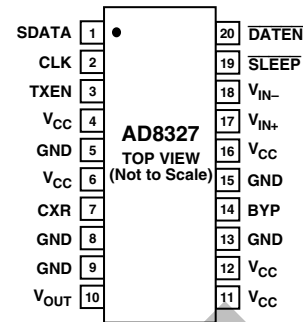 SDATA 1 20 DATEN
CLK 2 19 SLEEP
TXEN 3 18 VIN–
VCC 4 17 VIN+
AD8327
GND 5 16 VCC
TOP VIEW
VCC 6 (Not to Scale) 15 GND
CXR 7 14 BYP
GND 8 13 GND
GND 9 12 VCC
VOUT 10 11 VCC